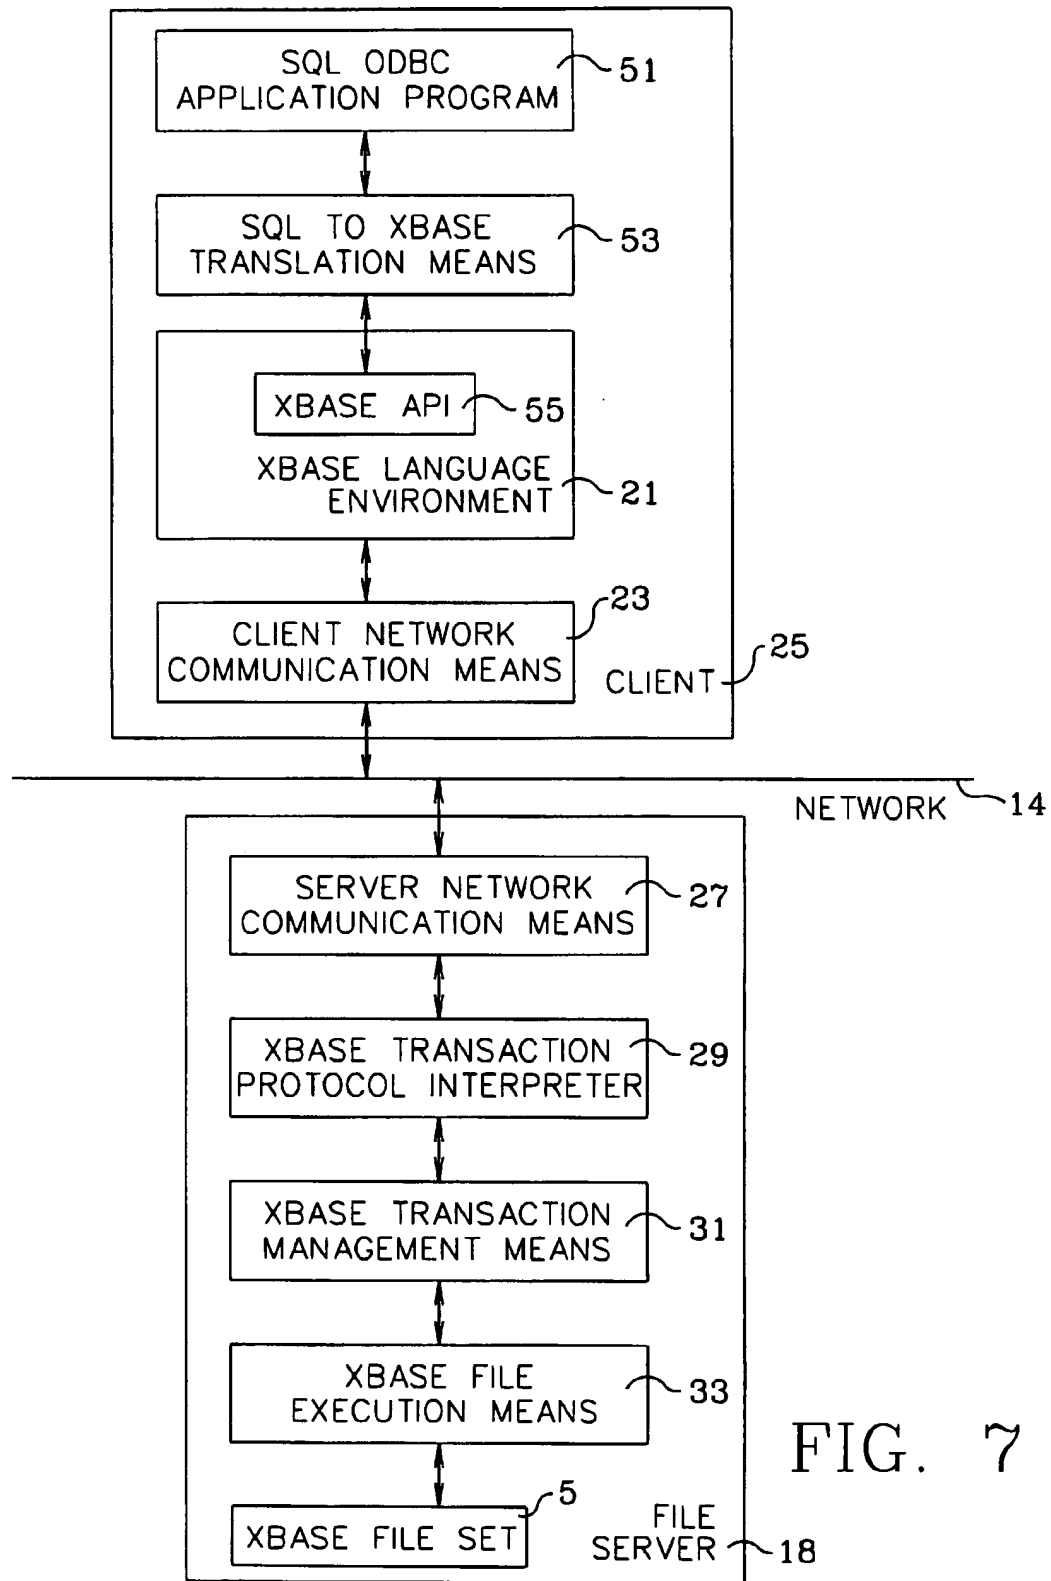 SQL ODBC
APPLICATION PROGRAM
51
SQL TO XBASE
TRANSLATION MEANS
53
XBASE API
55
XBASE LANGUAGE
ENVIRONMENT
21
CLIENT NETWORK
COMMUNICATION MEANS
23
CLIENT
25
NETWORK
14
SERVER NETWORK
COMMUNICATION MEANS
27
XBASE TRANSACTION
PROTOCOL INTERPRETER
29
XBASE TRANSACTION
MANAGEMENT MEANS
31
XBASE FILE
EXECUTION MEANS
33
XBASE FILE SET
5
FILE
SERVER
18
FIG. 7